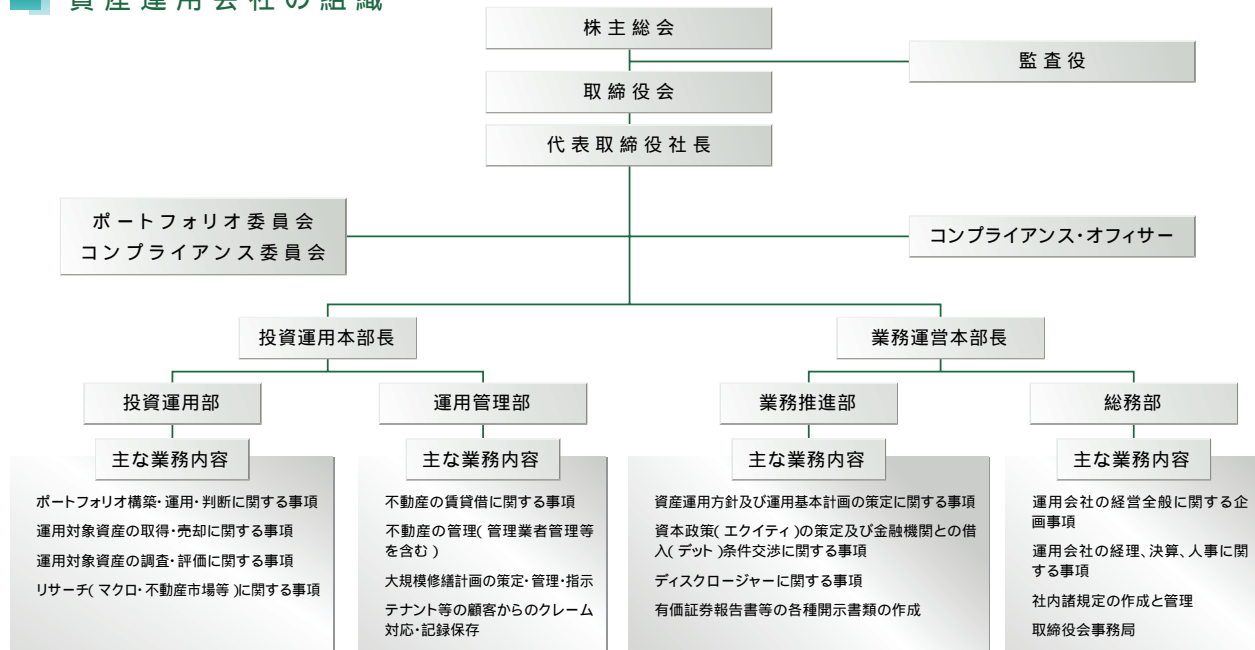 資産運用会社の組織
株主総会
監査役
取締役会
代表取締役社長
ポートフォリオ委員会
コンプライアンス委員会
コンプライアンス・オフィサー
投資運用本部長
業務運営本部長
投資運用部
運用管理部
業務推進部
総務部
主な業務内容
主な業務内容
主な業務内容
主な業務内容
ポートフォリオ構築・運用・判断に関する事項
運用対象資産の取得・売却に関する事項
運用対象資産の調査・評価に関する事項
リサーチ(マクロ・不動産市場等)に関する事項
不動産の賃貸借に関する事項
不動産の管理(管理業者管理等
を含む)
大規模修繕計画の策定・管理・指示
テナント等の顧客からのクレーム
対応・記録保存
資産運用方針及び運用基本計画の策定に関する事項
資本政策(エクイティ)の策定及び金融機関との借
入(デット)条件交渉に関する事項
ディスクロージャーに関する事項
有価証券報告書等の各種開示書類の作成
運用会社の経営全般に関する企
画事項
運用会社の経理、決算、人事に関
する事項
社内諸規定の作成と管理
取締役会事務局